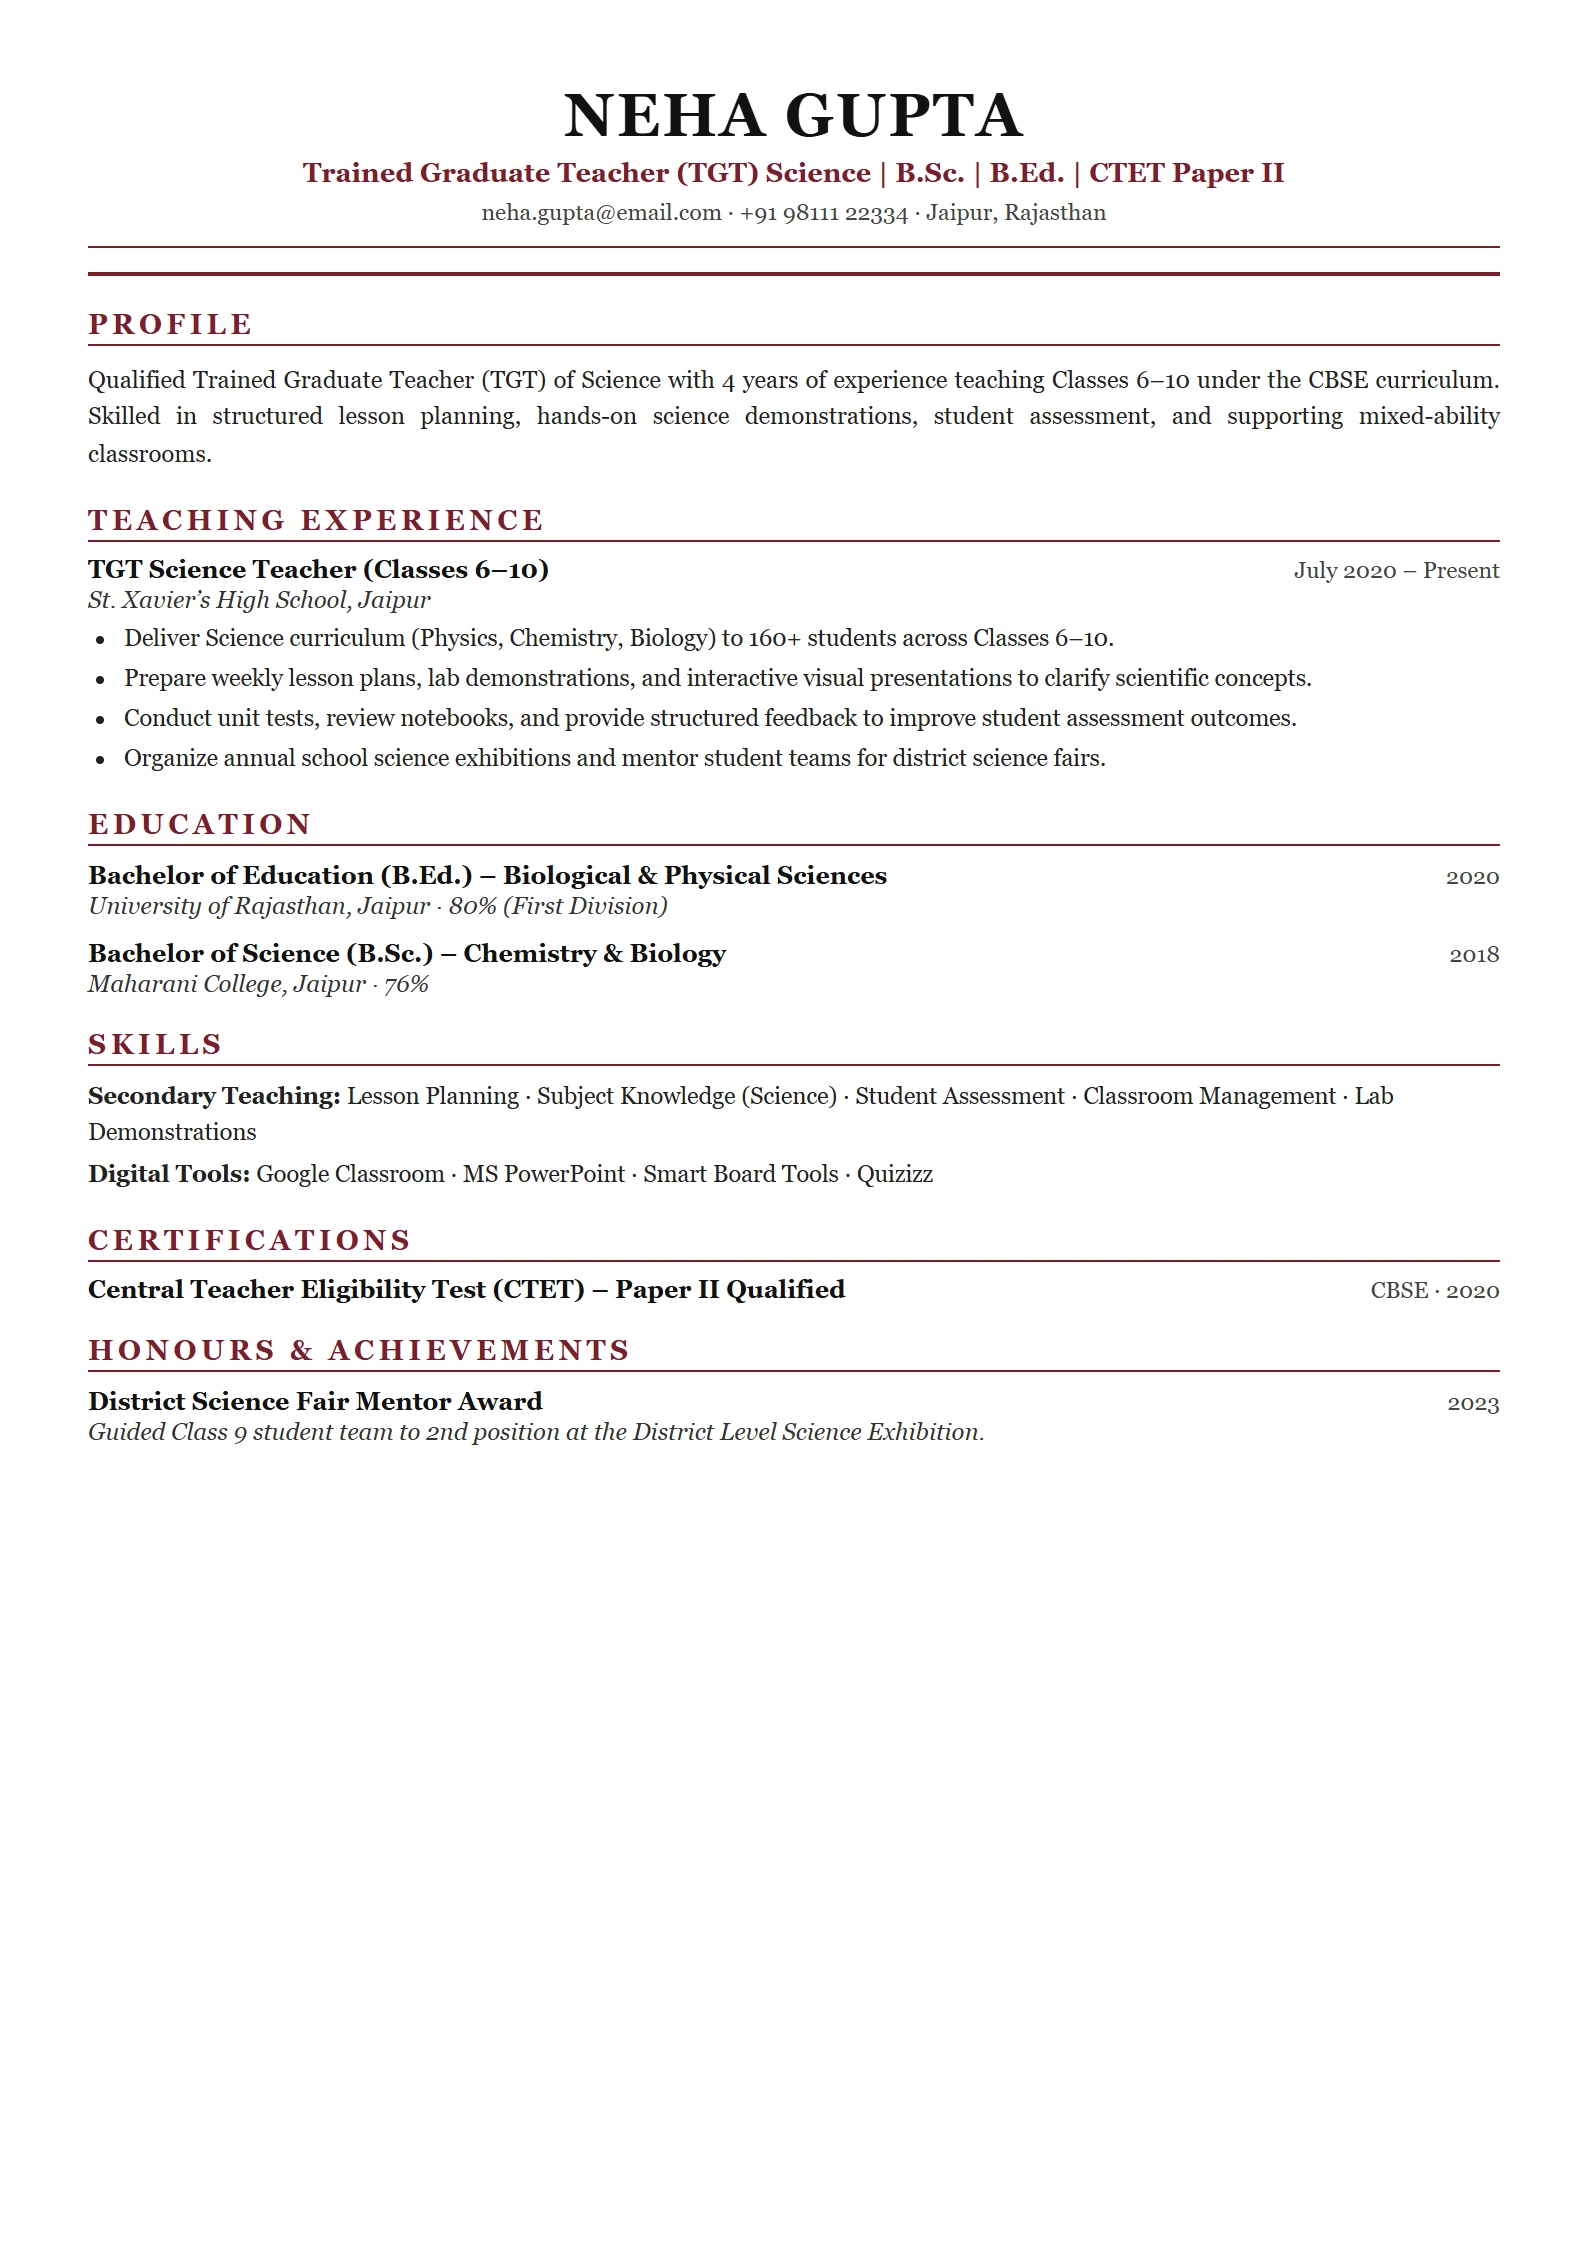 NEHA GUPTA
Trained Graduate Teacher (TGT) Science | B.Sc. | B.Ed. | CTET Paper II
neha.gupta@email.com · +91 98111 22334 · Jaipur, Rajasthan
PROFILE
Qualified Trained Graduate Teacher (TGT) of Science with 4 years of experience teaching Classes 6–10 under the CBSE curriculum.
Skilled in structured lesson planning, hands-on science demonstrations, student assessment, and supporting mixed-ability
classrooms.
TEACHING EXPERIENCE
TGT Science Teacher (Classes 6–10) July 2020 – Present
St. Xavier’s High School, Jaipur
• Deliver Science curriculum (Physics, Chemistry, Biology) to 160+ students across Classes 6–10.
• Prepare weekly lesson plans, lab demonstrations, and interactive visual presentations to clarify scientific concepts.
• Conduct unit tests, review notebooks, and provide structured feedback to improve student assessment outcomes.
• Organize annual school science exhibitions and mentor student teams for district science fairs.
EDUCATION
Bachelor of Education (B.Ed.) – Biological & Physical Sciences 2020
University of Rajasthan, Jaipur · 80% (First Division)
Bachelor of Science (B.Sc.) – Chemistry & Biology 2018
Maharani College, Jaipur · 76%
SKILLS
Secondary Teaching: Lesson Planning · Subject Knowledge (Science) · Student Assessment · Classroom Management · Lab
Demonstrations
Digital Tools: Google Classroom · MS PowerPoint · Smart Board Tools · Quizizz
CERTIFICATIONS
Central Teacher Eligibility Test (CTET) – Paper II Qualified CBSE · 2020
HONOURS & ACHIEVEMENTS
District Science Fair Mentor Award 2023
Guided Class 9 student team to 2nd position at the District Level Science Exhibition.